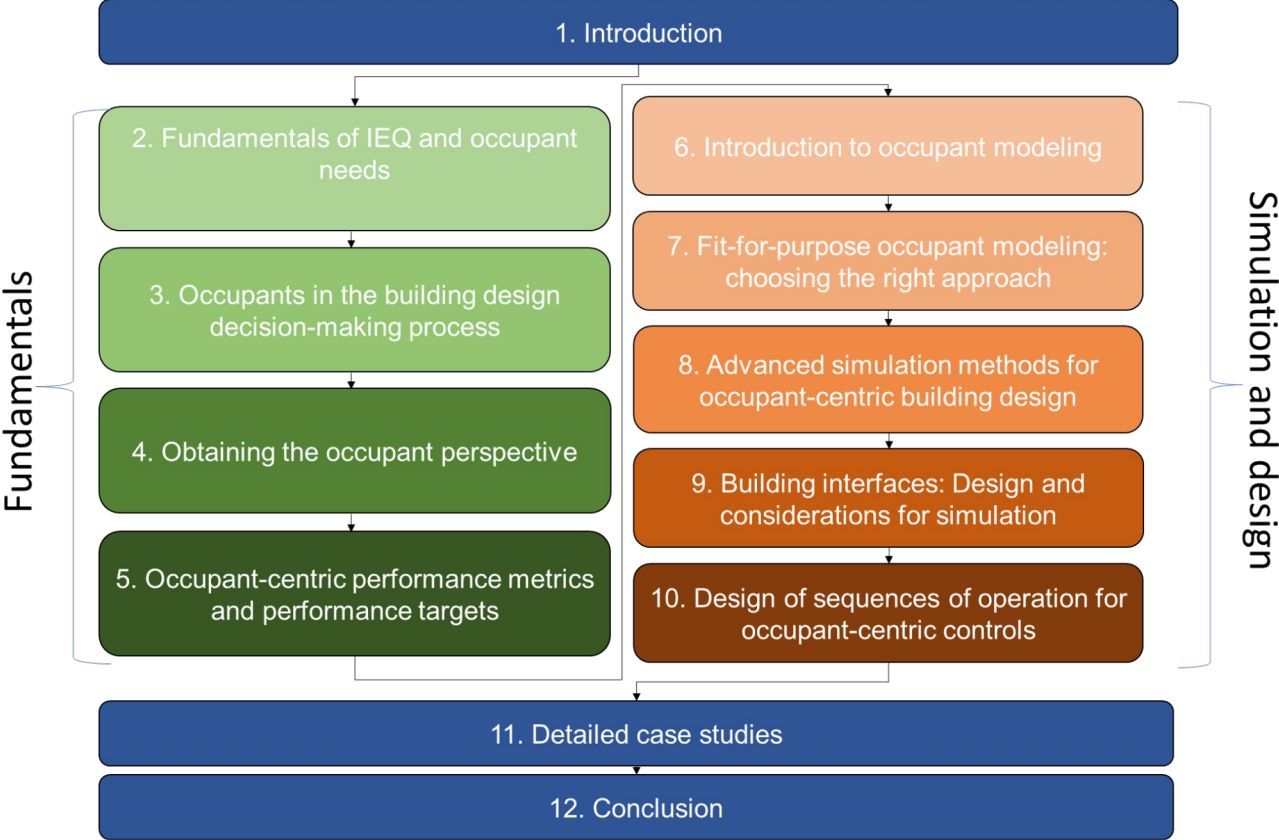 1. Introduction
Fundamentals
2. Fundamentals of IEQ and occupant
needs
3. Occupants in the building design
decision-making process
4. Obtaining the occupant perspective
5. Occupant-centric performance metrics
and performance targets
6. Introduction to occupant modeling
7. Fit-for-purpose occupant modeling:
choosing the right approach
8. Advanced simulation methods for
occupant-centric building design
9. Building interfaces: Design and
considerations for simulation
10. Design of sequences of operation for
occupant-centric controls
Simulation and
design
11. Detailed case studies
12. Conclusion